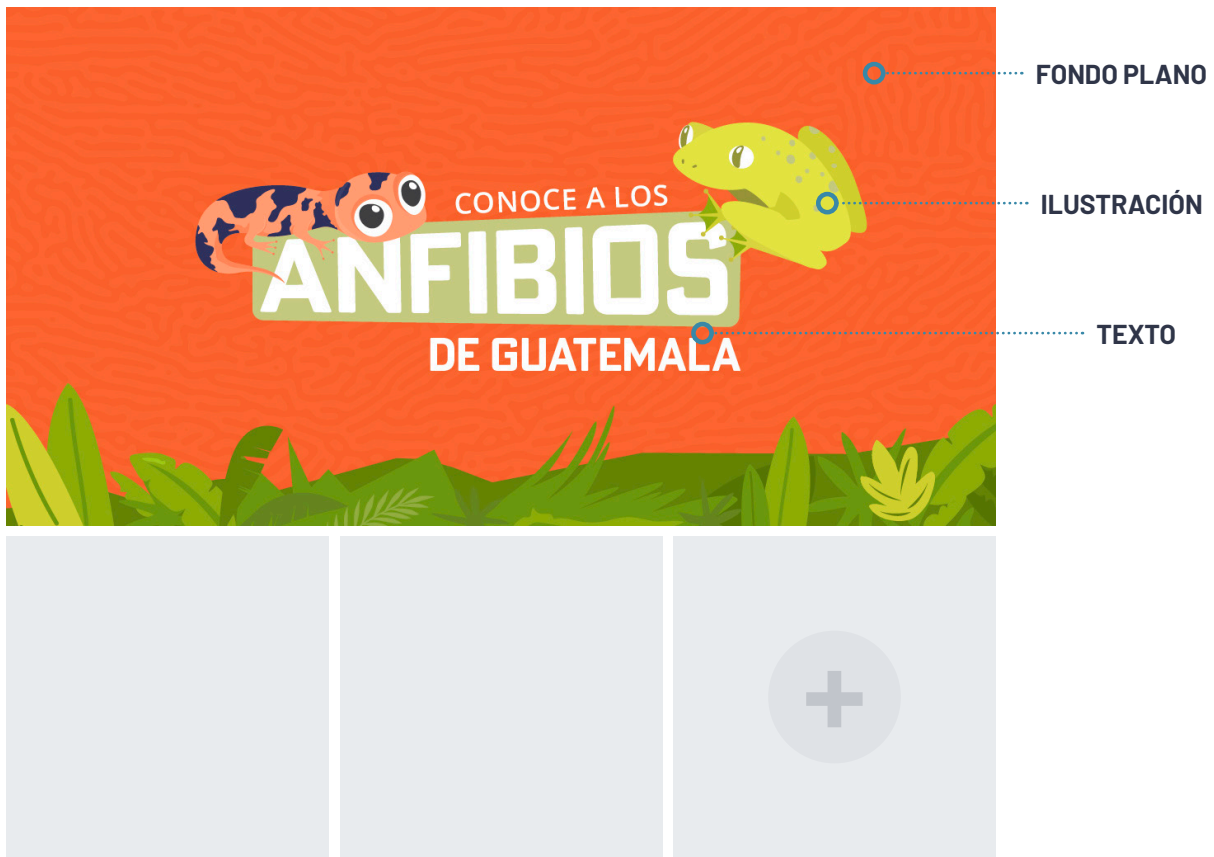 FONDO PLANO
ILUSTRACIÓN
CONOCE A LOS
ANFIBIOS
TEXTO
DE GUATEMALA